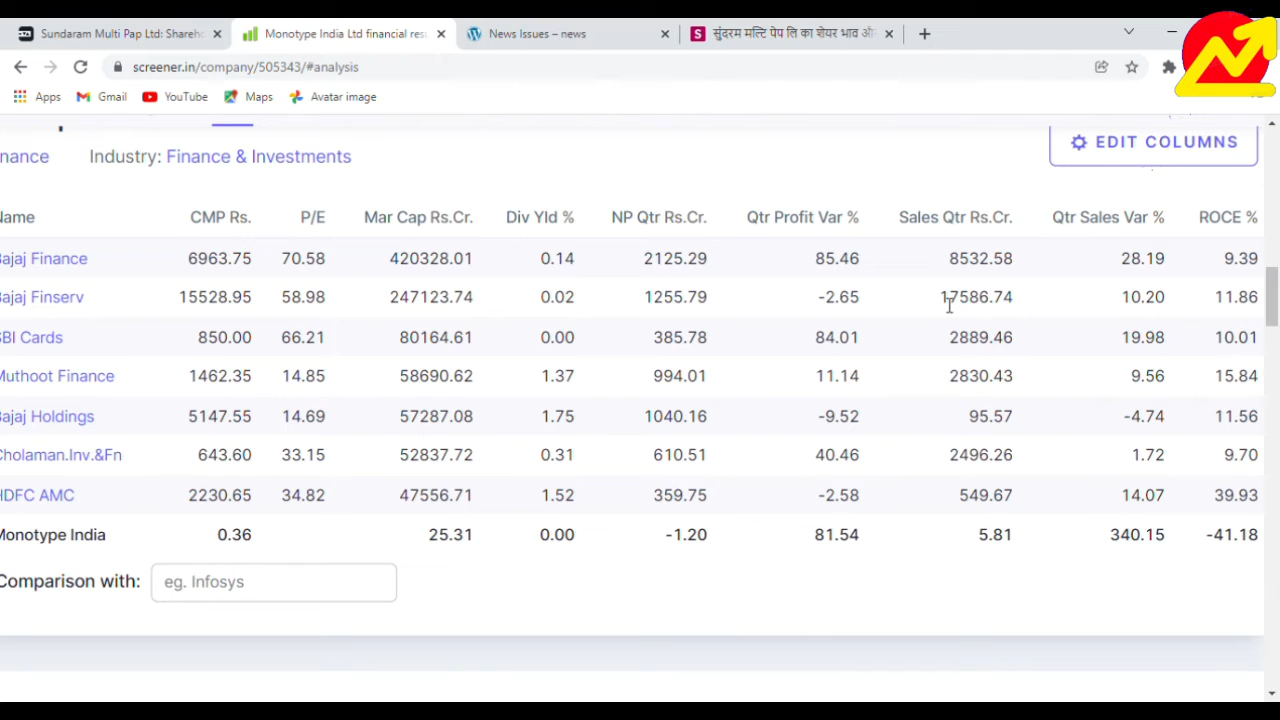 Sundaram Multi Pap Ltd: Shareho
Monotype India Ltd financial resu
News Issues – news
S
सुंदरम मल्टि पेप लि का शेयर भाव औ
screener.in/company/505343/#analysis
Apps Gmail YouTube Maps Avatar image
nance Industry: Finance & Investments
EDIT COLUMNS
Name CMP Rs. P/E Mar Cap Rs.Cr. Div Yld % NP Qtr Rs.Cr. Qtr Profit Var % Sales Qtr Rs.Cr. Qtr Sales Var % ROCE %
Bajaj Finance 6963.75 70.58 420328.01 0.14 2125.29 85.46 8532.58 28.19 9.39
Bajaj Finserv 15528.95 58.98 247123.74 0.02 1255.79 -2.65 17586.74 10.20 11.86
SBI Cards 850.00 66.21 80164.61 0.00 385.78 84.01 2889.46 19.98 10.01
Muthoot Finance 1462.35 14.85 58690.62 1.37 994.01 11.14 2830.43 9.56 15.84
Bajaj Holdings 5147.55 14.69 57287.08 1.75 1040.16 -9.52 95.57 -4.74 11.56
Cholaman.Inv.&Fn 643.60 33.15 52837.72 0.31 610.51 40.46 2496.26 1.72 9.70
HDFC AMC 2230.65 34.82 47556.71 1.52 359.75 -2.58 549.67 14.07 39.93
Monotype India 0.36 25.31 0.00 -1.20 81.54 5.81 340.15 -41.18
Comparison with: eg. Infosys